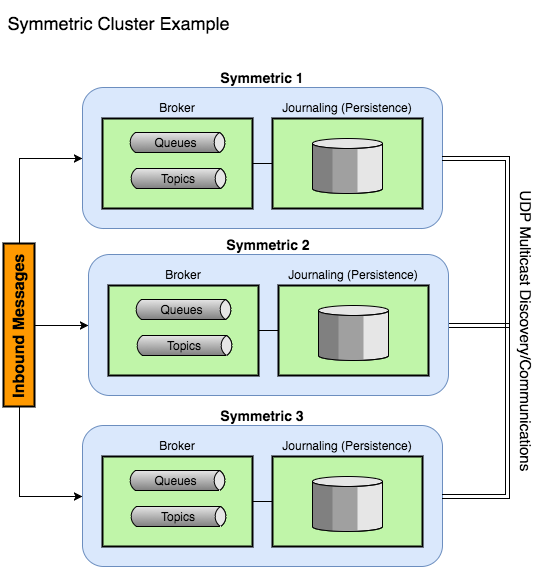 Symmetric Cluster Example
Symmetric 1
Broker
Journaling (Persistence)
Queues
Topics
Symmetric 2
Broker
Journaling (Persistence)
Queues
Topics
Symmetric 3
Broker
Journaling (Persistence)
Queues
Topics
Inbound Messages
UDP Multicast Discovery/Communications